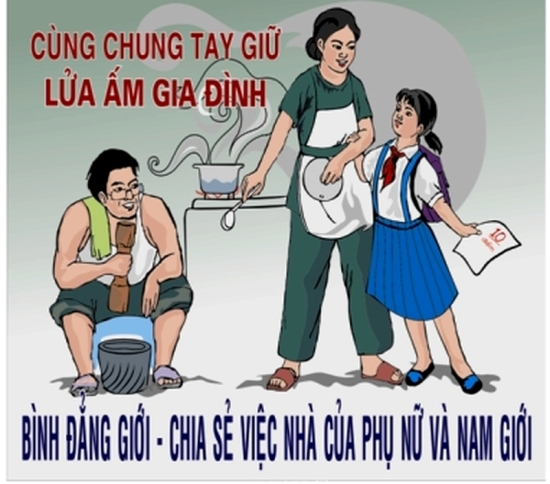 CÙNG CHUNG TAY GIỮ
LỬA ẤM GIA ĐÌNH
10
điểm
BÌNH ĐẲNG GIỚI - CHIA SẺ VIỆC NHÀ CỦA PHỤ NỮ VÀ NAM GIỚI